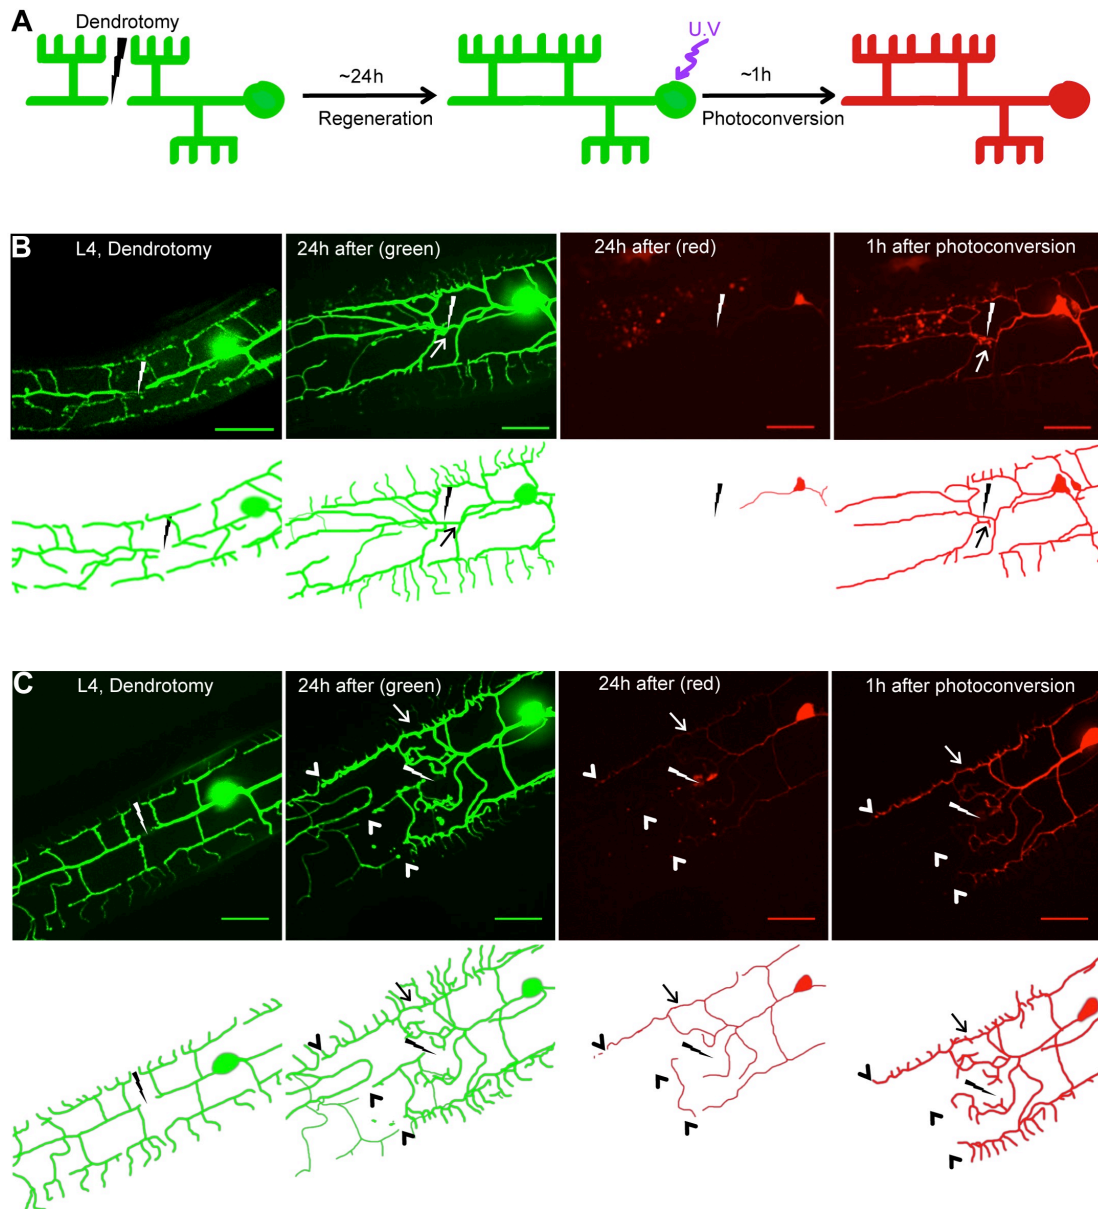 A
Dendrotomy
U.V
~24h
Regeneration
~1h
Photoconversion
B
L4, Dendrotomy
24h after (green)
24h after (red)
1h after photoconversion
C
L4, Dendrotomy
24h after (green)
24h after (red)
1h after photoconversion